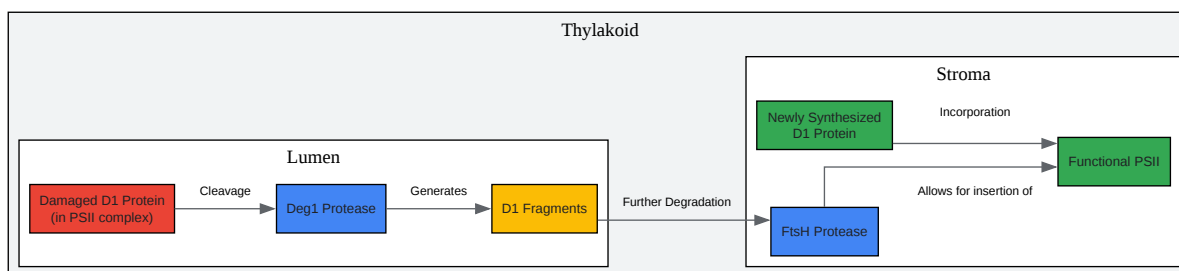 Thylakoid
Stroma
Newly Synthesized
D1 Protein
Incorporation
Functional PSII
Lumen
Damaged D1 Protein
(in PSII complex)
Cleavage
Deg1 Protease
Generates
D1 Fragments
Further Degradation
Allows for insertion of
FtsH Protease